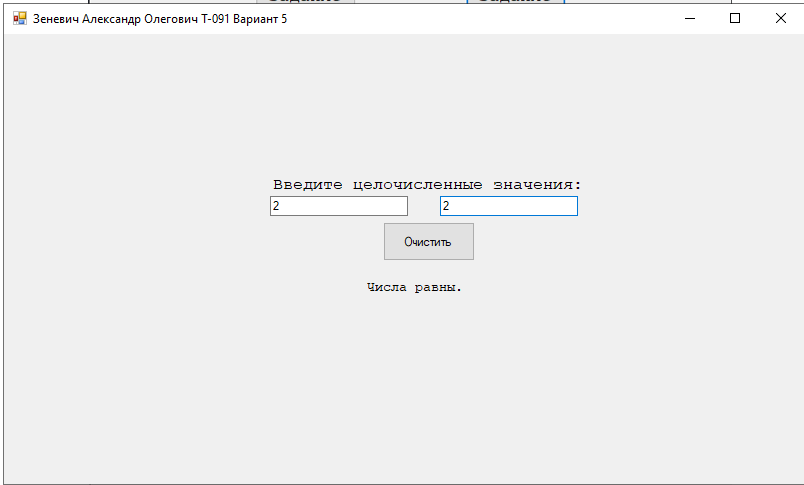 Зеневич Александр Олегович Т-091 Вариант 5
Введите целочисленные значения:
2 2
Очистить
Числа равны.